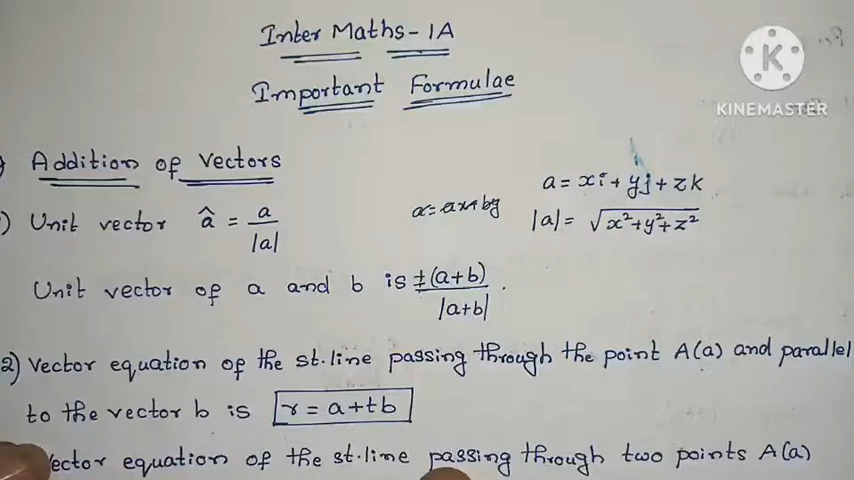 Inter Maths-1A
KINEMASTER
Important Formulae
Addition of Vectors
a = xi + yj + zk
) Unit vector â = a/|a|
|a| = √x²+y²+z²
Unit vector of a and b is ±(a+b)/|a+b|.
2) Vector equation of the st.line passing through the point A(a) and parallel
to the vector b is r = a+tb
Vector equation of the st.line passing through two points A(a)